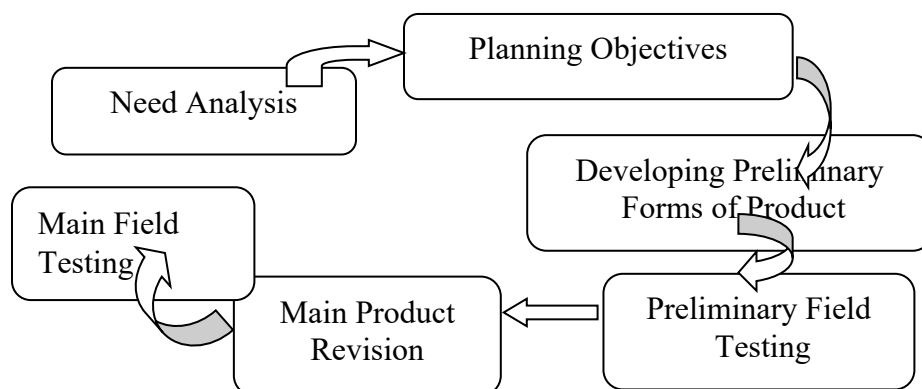 Need Analysis
Planning Objectives
Developing Preliminary
Forms of Product
Preliminary Field
Testing
Main Product
Revision
Main Field
Testing